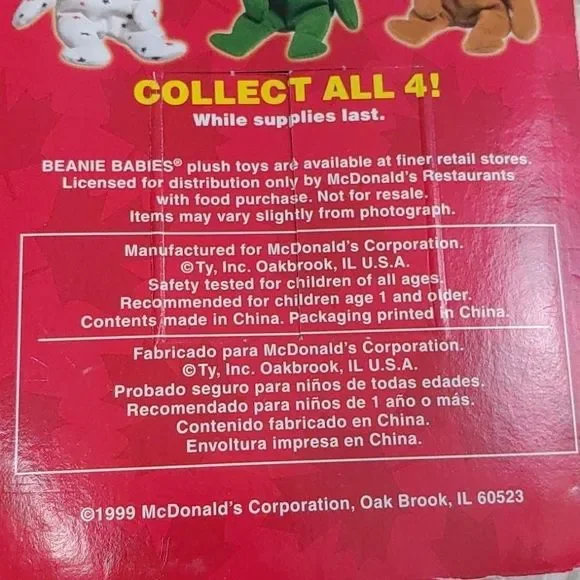 COLLECT ALL 4!
While supplies last.
BEANIE BABIES® plush toys are available at finer retail stores.
Licensed for distribution only by McDonald's Restaurants
with food purchase. Not for resale.
Items may vary slightly from photograph.
Manufactured for McDonald's Corporation.
©Ty, Inc. Oakbrook, IL U.S.A.
Safety tested for children of all ages.
Recommended for children age 1 and older.
Contents made in China. Packaging printed in China.
Fabricado para McDonald's Corporation.
©Ty, Inc. Oakbrook, IL U.S.A.
Probado seguro para niños de todas edades.
Recomendado para niños de 1 año o más.
Contenido fabricado en China.
Envoltura impresa en China.
©1999 McDonald's Corporation, Oak Brook, IL 60523